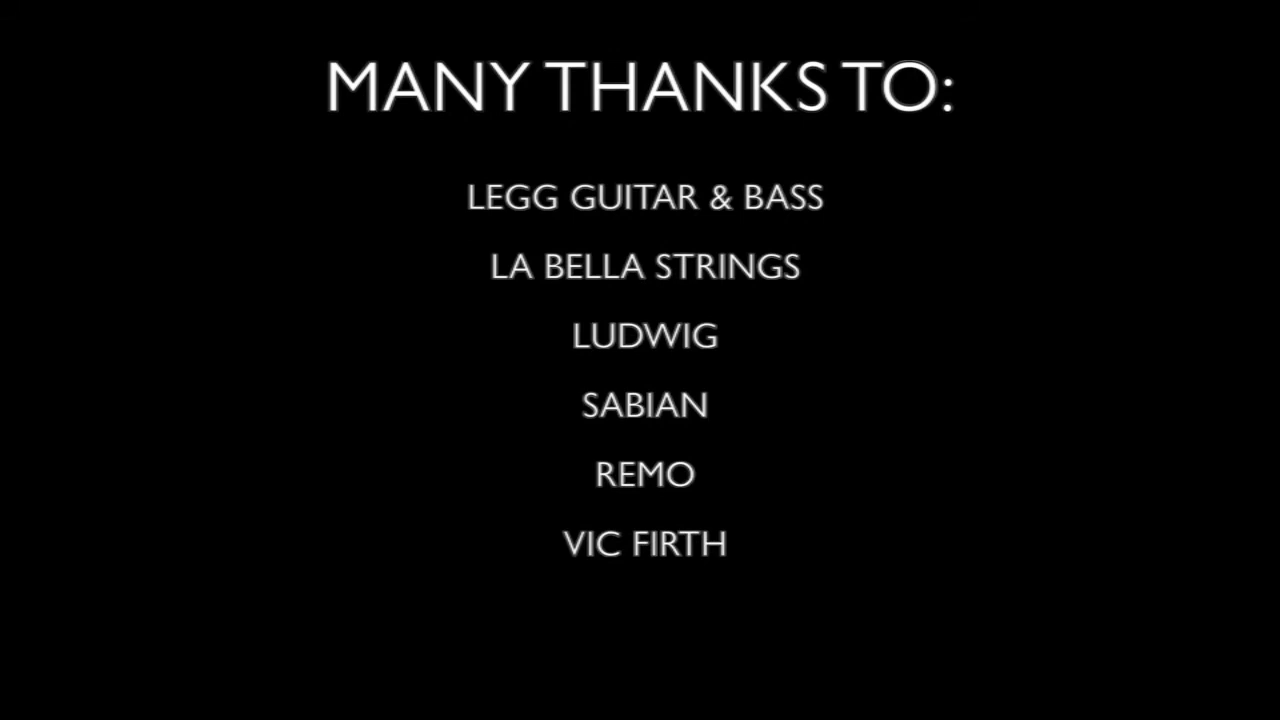 MANY THANKS TO:
LEGG GUITAR & BASS
LA BELLA STRINGS
LUDWIG
SABIAN
REMO
VIC FIRTH